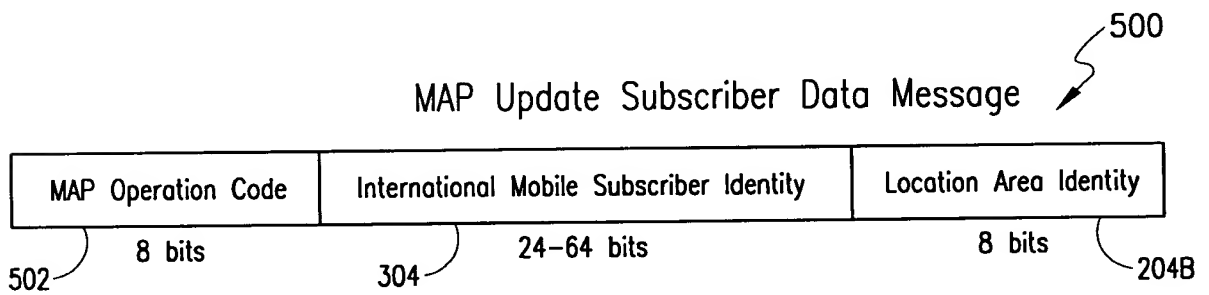 500
MAP Update Subscriber Data Message
MAP Operation Code International Mobile Subscriber Identity Location Area Identity
8 bits 24-64 bits 8 bits
502 304 204B